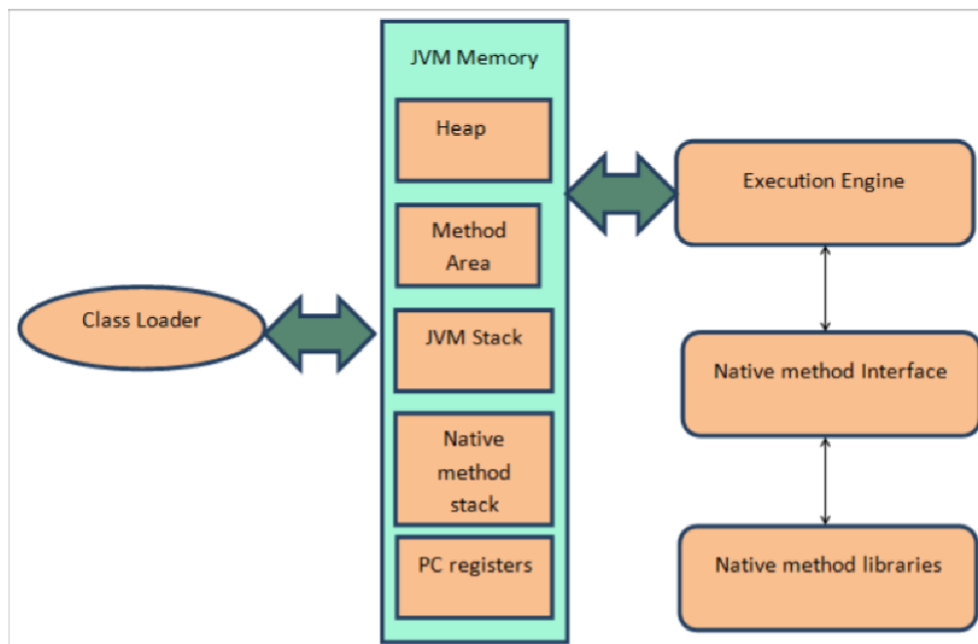 JVM Memory
Heap
Method
Area
JVM Stack
Native
method
stack
PC registers
Class Loader
Execution Engine
Native method Interface
Native method libraries